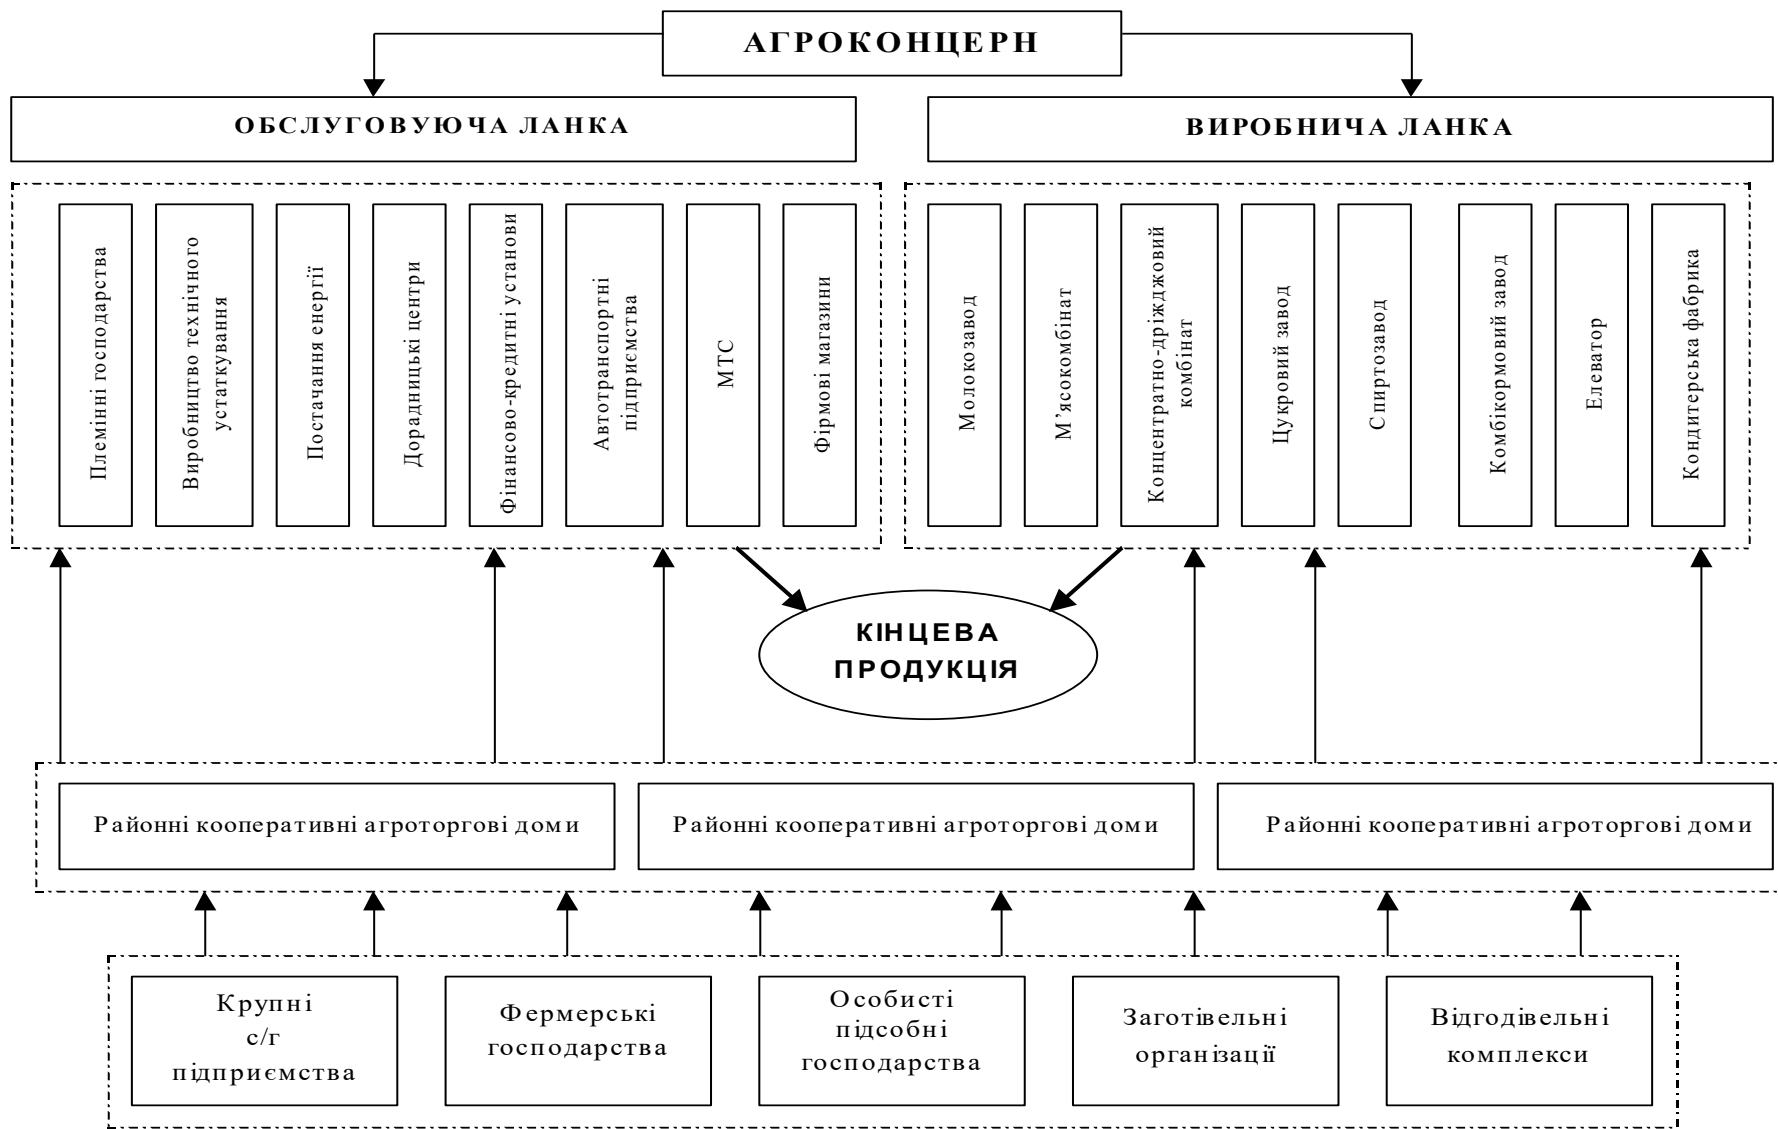 АГРОКОНЦЕРН
ОБСЛУГОВУЮЧА ЛАНКА
ВИРОБНИЧА ЛАНКА
Племінні господарства
Виробництво технічного
устаткування
Постачання енергії
Дорадницькі центри
Фінансово-кредитні установи
Автотранспортні
підприємства
МТС
Фірмові магазини
Молокозавод
М’ясокомбінат
Концентратно-дріжджовий
комбінат
Цукровий завод
Спиртозавод
Комбікормовий завод
Елеватор
Кондитерська фабрика
КІНЦЕВА
ПРОДУКЦІЯ
Районні кооперативні агроторгові доми
Районні кооперативні агроторгові доми
Районні кооперативні агроторгові доми
Крупні
с/г
підприємства
Фермерські
господарства
Особисті
підсобні
господарства
Заготівельні
організації
Відгодівельні
комплекси